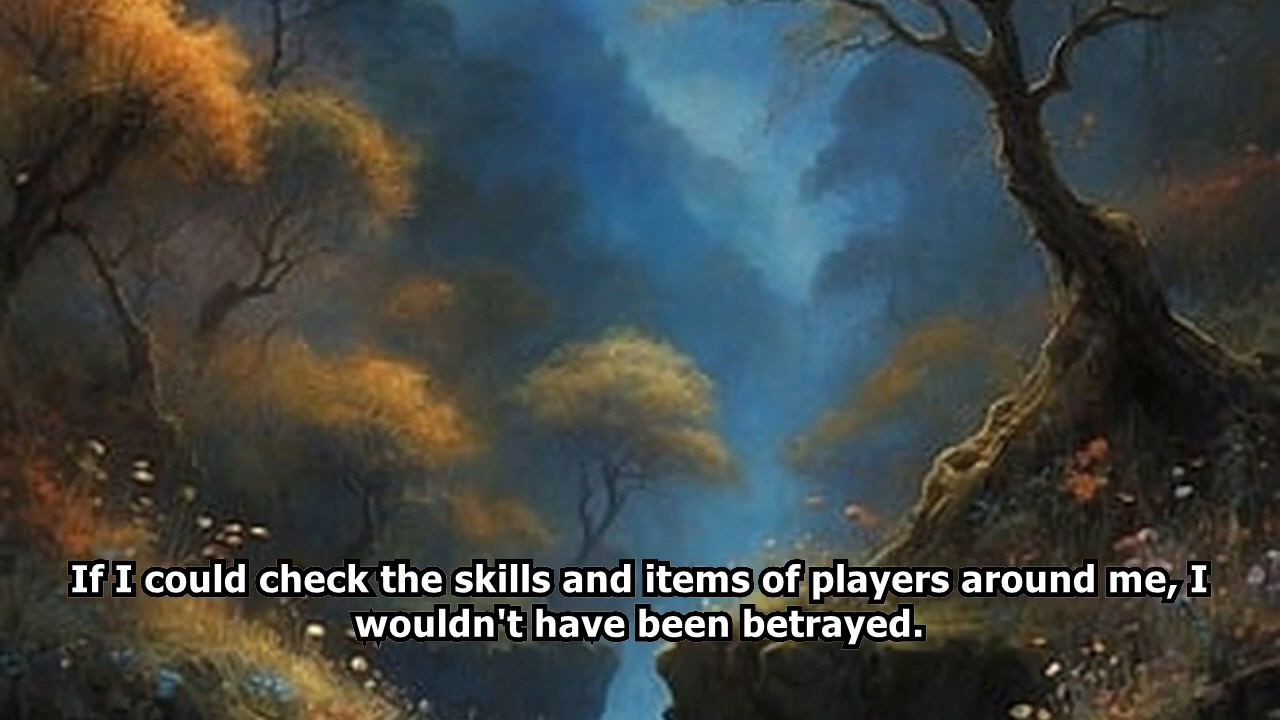 If I could check the skills and items of players around me, I
wouldn't have been betrayed.